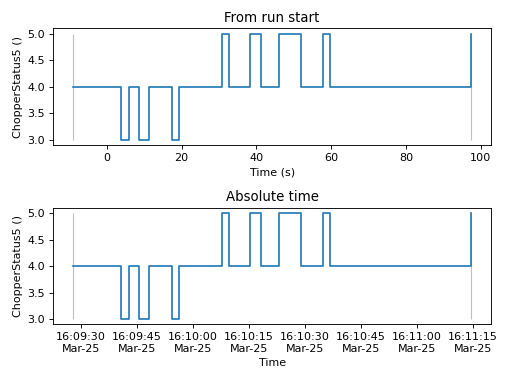 From run start
ChopperStatus5 ()
5.0
4.5
4.0
3.5
3.0
0 20 40 60 80 100
Time (s)
Absolute time
ChopperStatus5 ()
5.0
4.5
4.0
3.5
3.0
16:09:30 16:09:45 16:10:00 16:10:15 16:10:30 16:10:45 16:11:00 16:11:15
Mar-25 Mar-25 Mar-25 Mar-25 Mar-25 Mar-25 Mar-25 Mar-25
Time